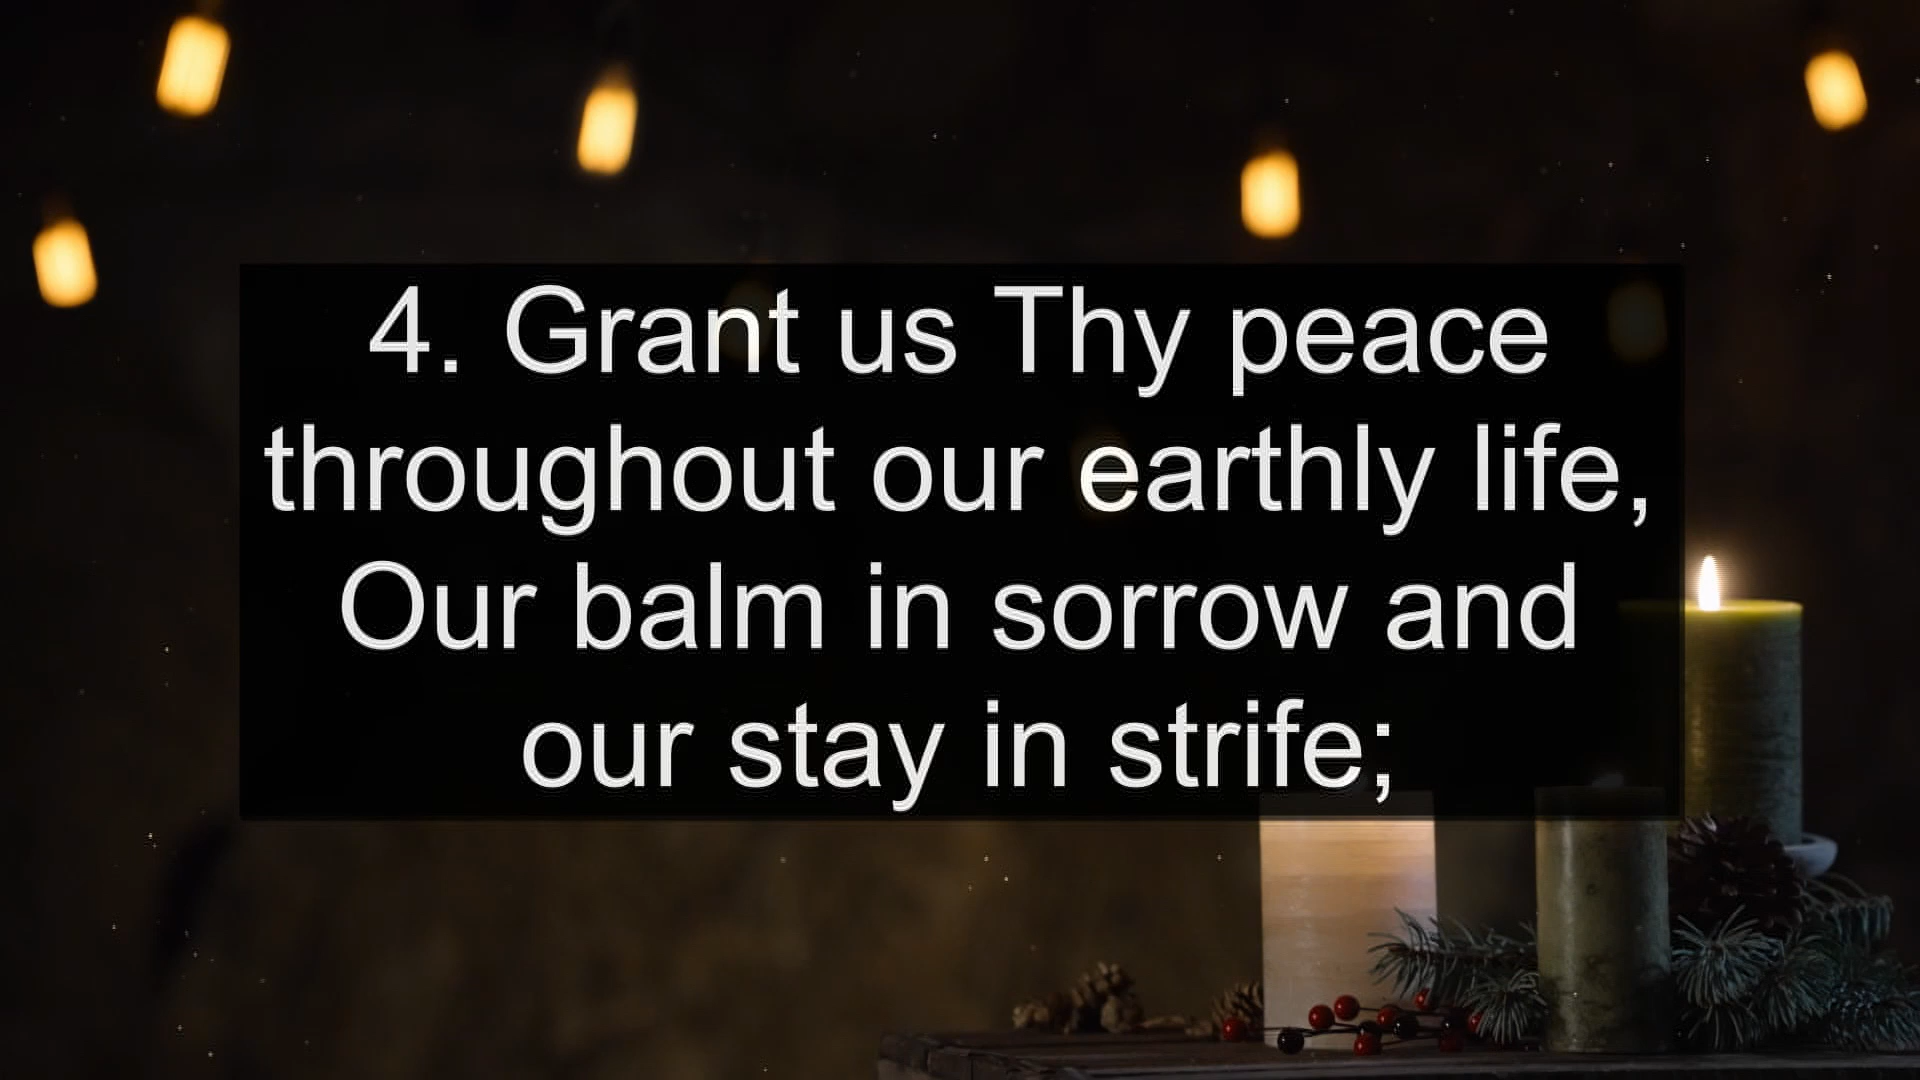 4. Grant us Thy peace
throughout our earthly life,
Our balm in sorrow and
our stay in strife;